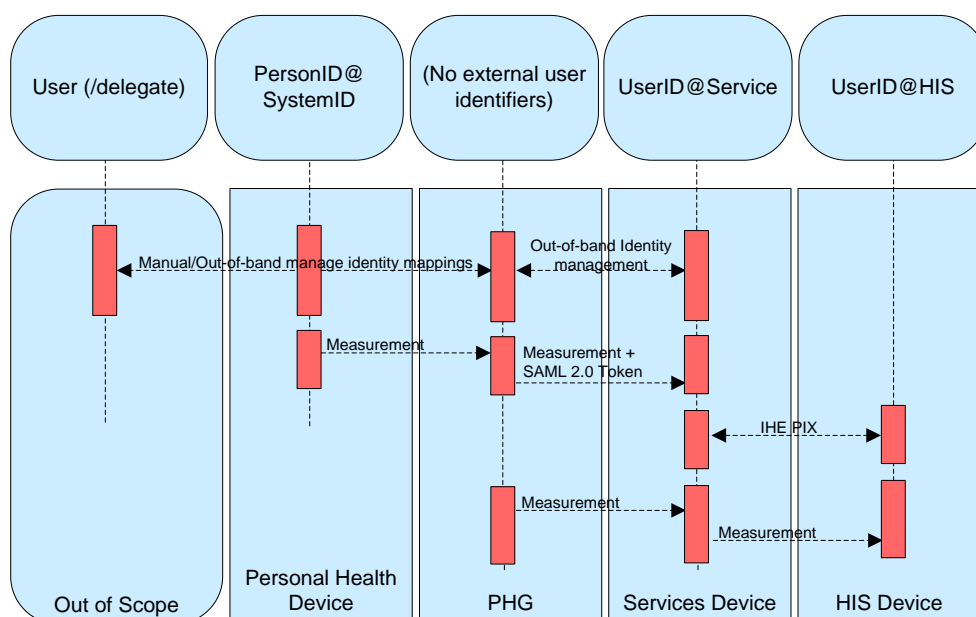 User (/delegate)
PersonID@
SystemID
(No external user
identifiers)
UserID@Service
UserID@HIS
Manual/Out-of-band manage identity mappings
Out-of-band Identity
management
Measurement
Measurement +
SAML 2.0 Token
IHE PIX
Measurement
Measurement
Out of Scope
Personal Health
Device
PHG
Services Device
HIS Device